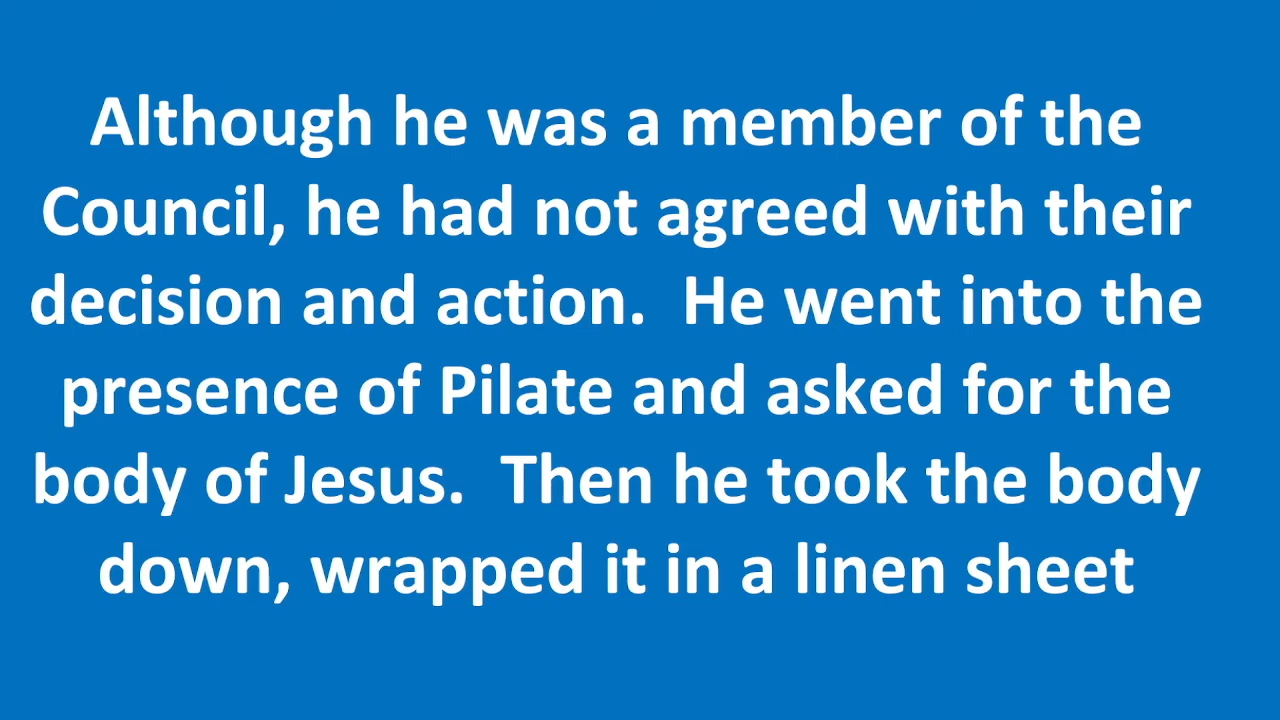 Although he was a member of the
Council, he had not agreed with their
decision and action.  He went into the
presence of Pilate and asked for the
body of Jesus.  Then he took the body
down, wrapped it in a linen sheet